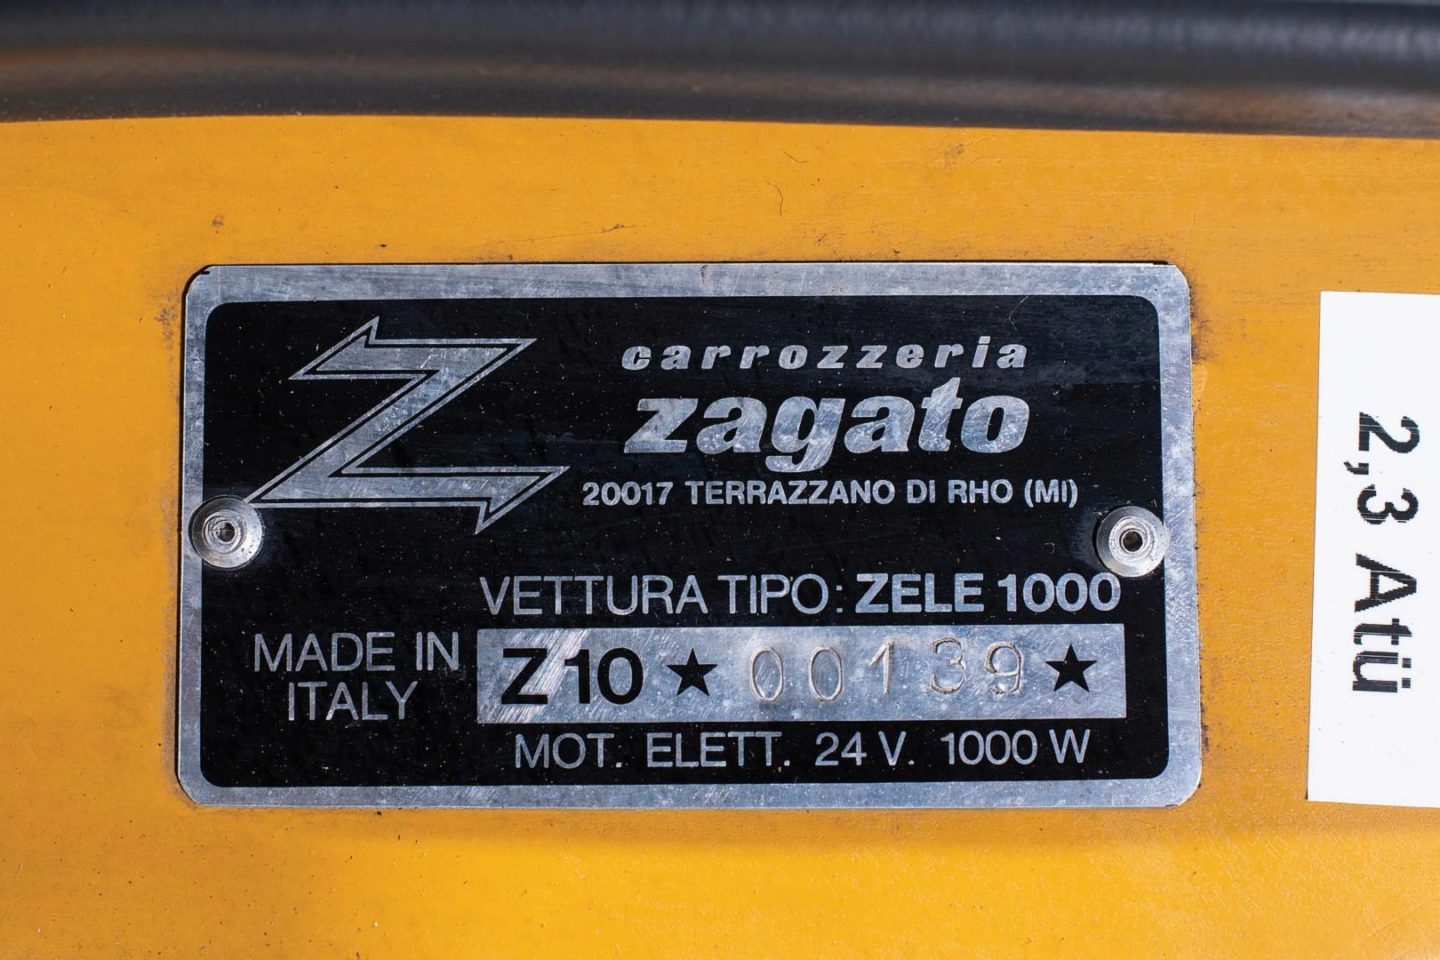 carrozzeria
zagato
20017 TERRAZZANO DI RHO (MI)
VETTURA TIPO: ZELE 1000
MADE IN
ITALY
Z10 ★ 00139 ★
MOT. ELETT. 24 V. 1000 W
2,3 Atü